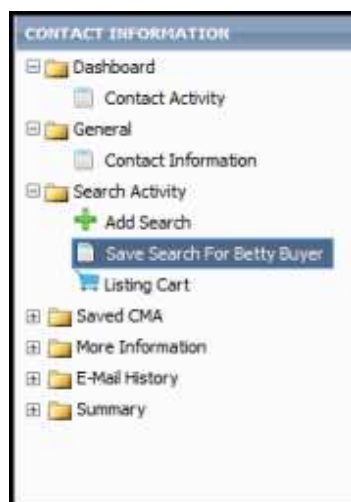 CONTACT INFORMATION
Dashboard
Contact Activity
General
Contact Information
Search Activity
Add Search
Save Search For Betty Buyer
Listing Cart
Saved CMA
More Information
E-Mail History
Summary